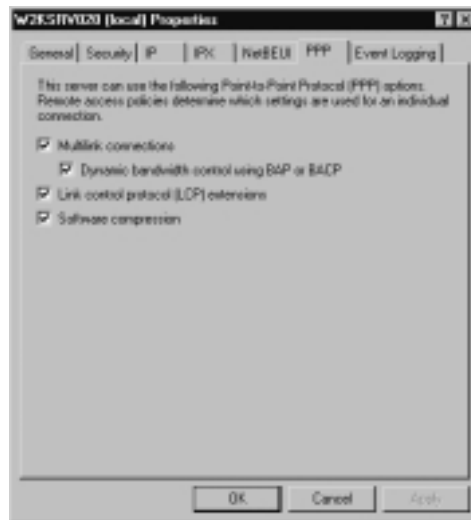 W2KSRV020 (local) Properties
General Security IP IPX NetBEUI PPP Event Logging
This server can use the following Point-to-Point Protocol (PPP) options.
Remote access policies determine which settings are used for an individual
connection.
Multilink connections
Dynamic bandwidth control using BAP or BACP
Link control protocol (LCP) extensions
Software compression
OK Cancel Apply